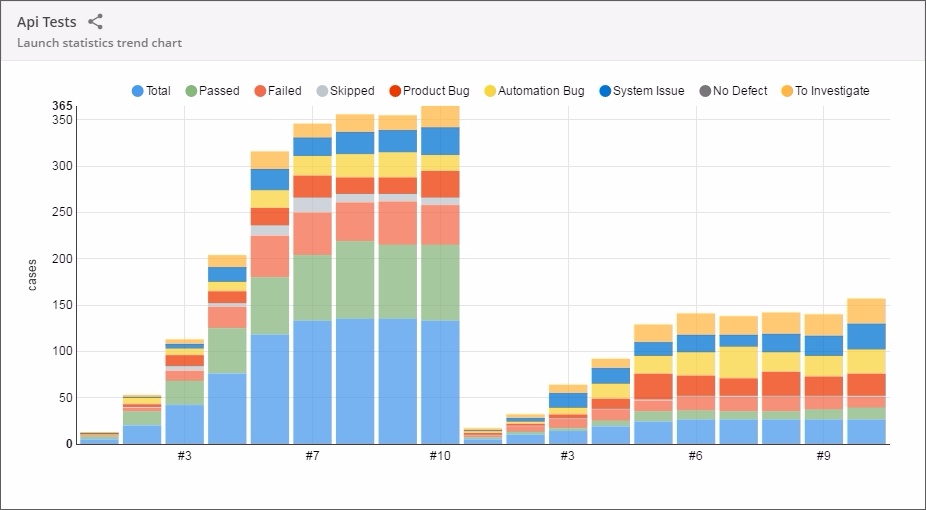 Api Tests
Launch statistics trend chart
Total Passed Failed Skipped Product Bug Automation Bug System Issue No Defect To Investigate
365
350
300
250
200
150
100
50
0
cases
#3 #7 #10 #3 #6 #9